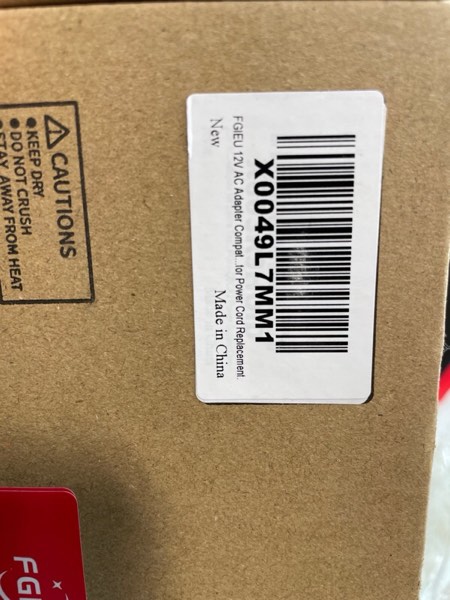 X0049L7MM1
FGIEU 12V AC Adapter Compat...for Power Cord Replacement.
New Made in China
CAUTIONS
KEEP DRY
DO NOT CRUSH
STAY AWAY FROM HEAT
FGI